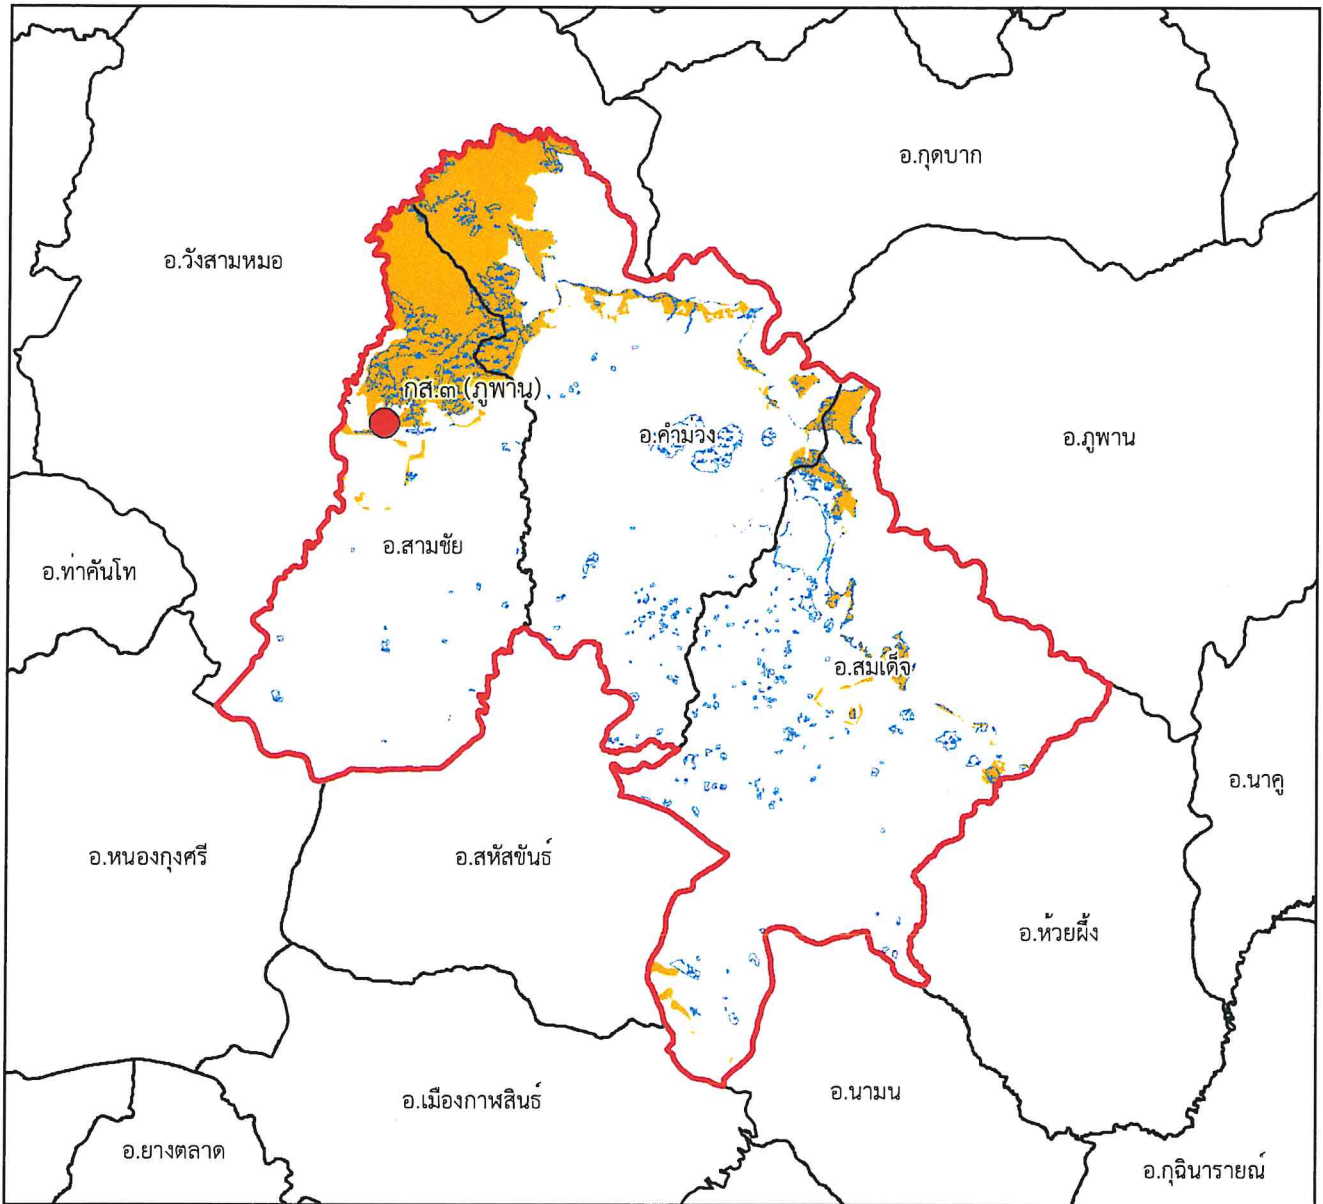 อ.กุดบาก
อ.วังสามหมอ
กส.๓ (ภูพาน)
อ.คำม่วง
อ.ภูพาน
อ.สามชัย
อ.ท่าคันโท
อ.สมเด็จ
อ.นาคู
อ.หนองกุงศรี
อ.สหัสขันธ์
อ.ห้วยผึ้ง
อ.เมืองกาฬสินธุ์
อ.นามน
อ.ยางตลาด
อ.กุฉินารายณ์